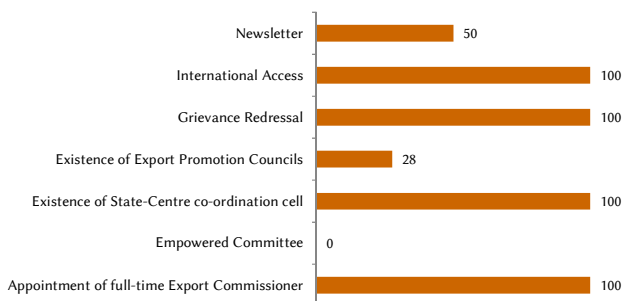 Newsletter 50
International Access 100
Grievance Redressal 100
Existence of Export Promotion Councils 28
Existence of State-Centre co-ordination cell 100
Empowered Committee 0
Appointment of full-time Export Commissioner 100